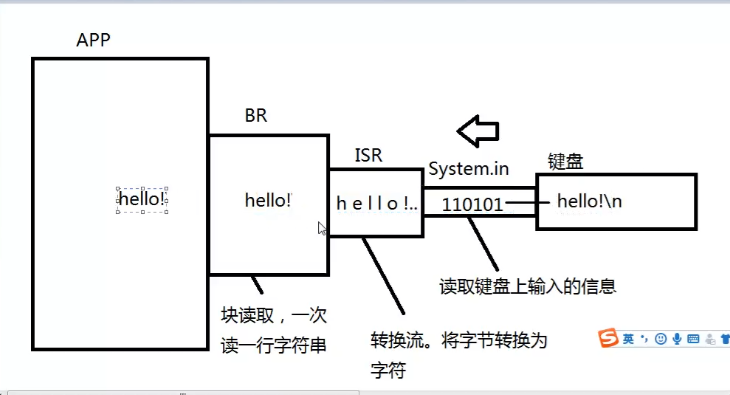 APP
BR
ISR
System.in
键盘
hello!
hello!
h e l l o !..
110101
hello!\n
读取键盘上输入的信息
块读取，一次
读一行字符串
转换流。将字节转换为
字符
英